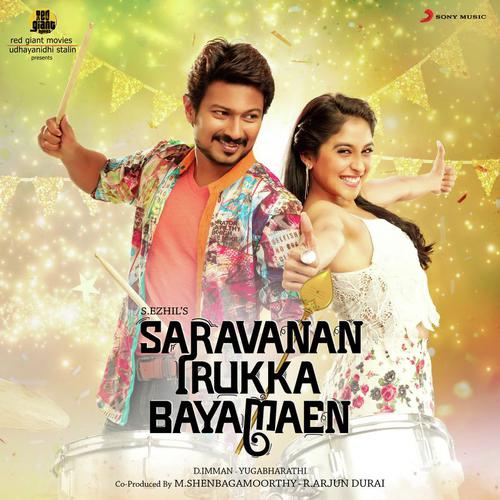 red giant movies
red giant movies
udhayanidhi stalin
presents
SONY MUSIC
S.EZHIL'S
SARAVANAN
IRUKKA
BAYAMAEN
D.IMMAN - YUGABHARATHI
Co-Produced By M.SHENBAGAMOORTHY - R.ARJUN DURAI